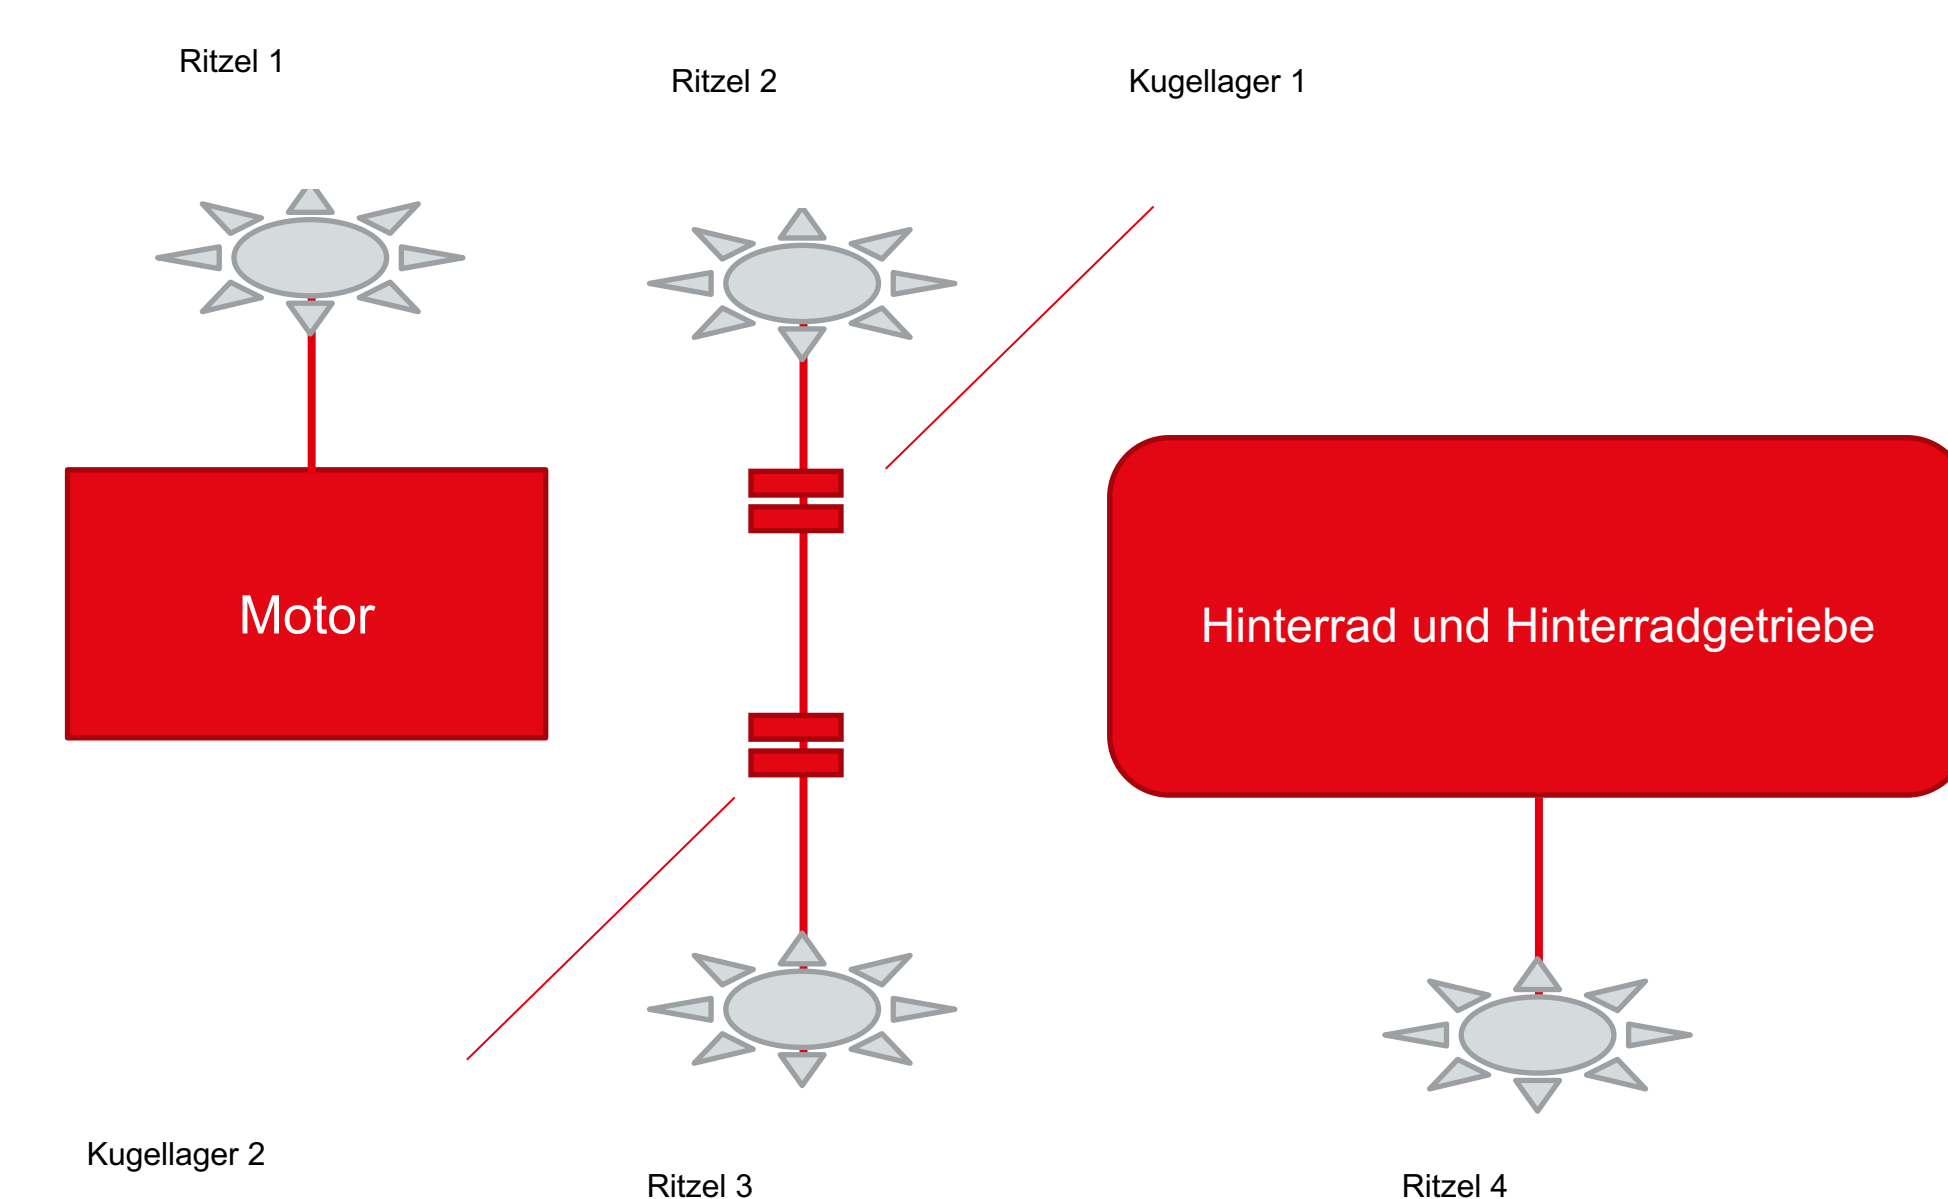 Ritzel 1
Ritzel 2
Kugellager 1
Motor
Hinterrad und Hinterradgetriebe
Kugellager 2
Ritzel 3
Ritzel 4